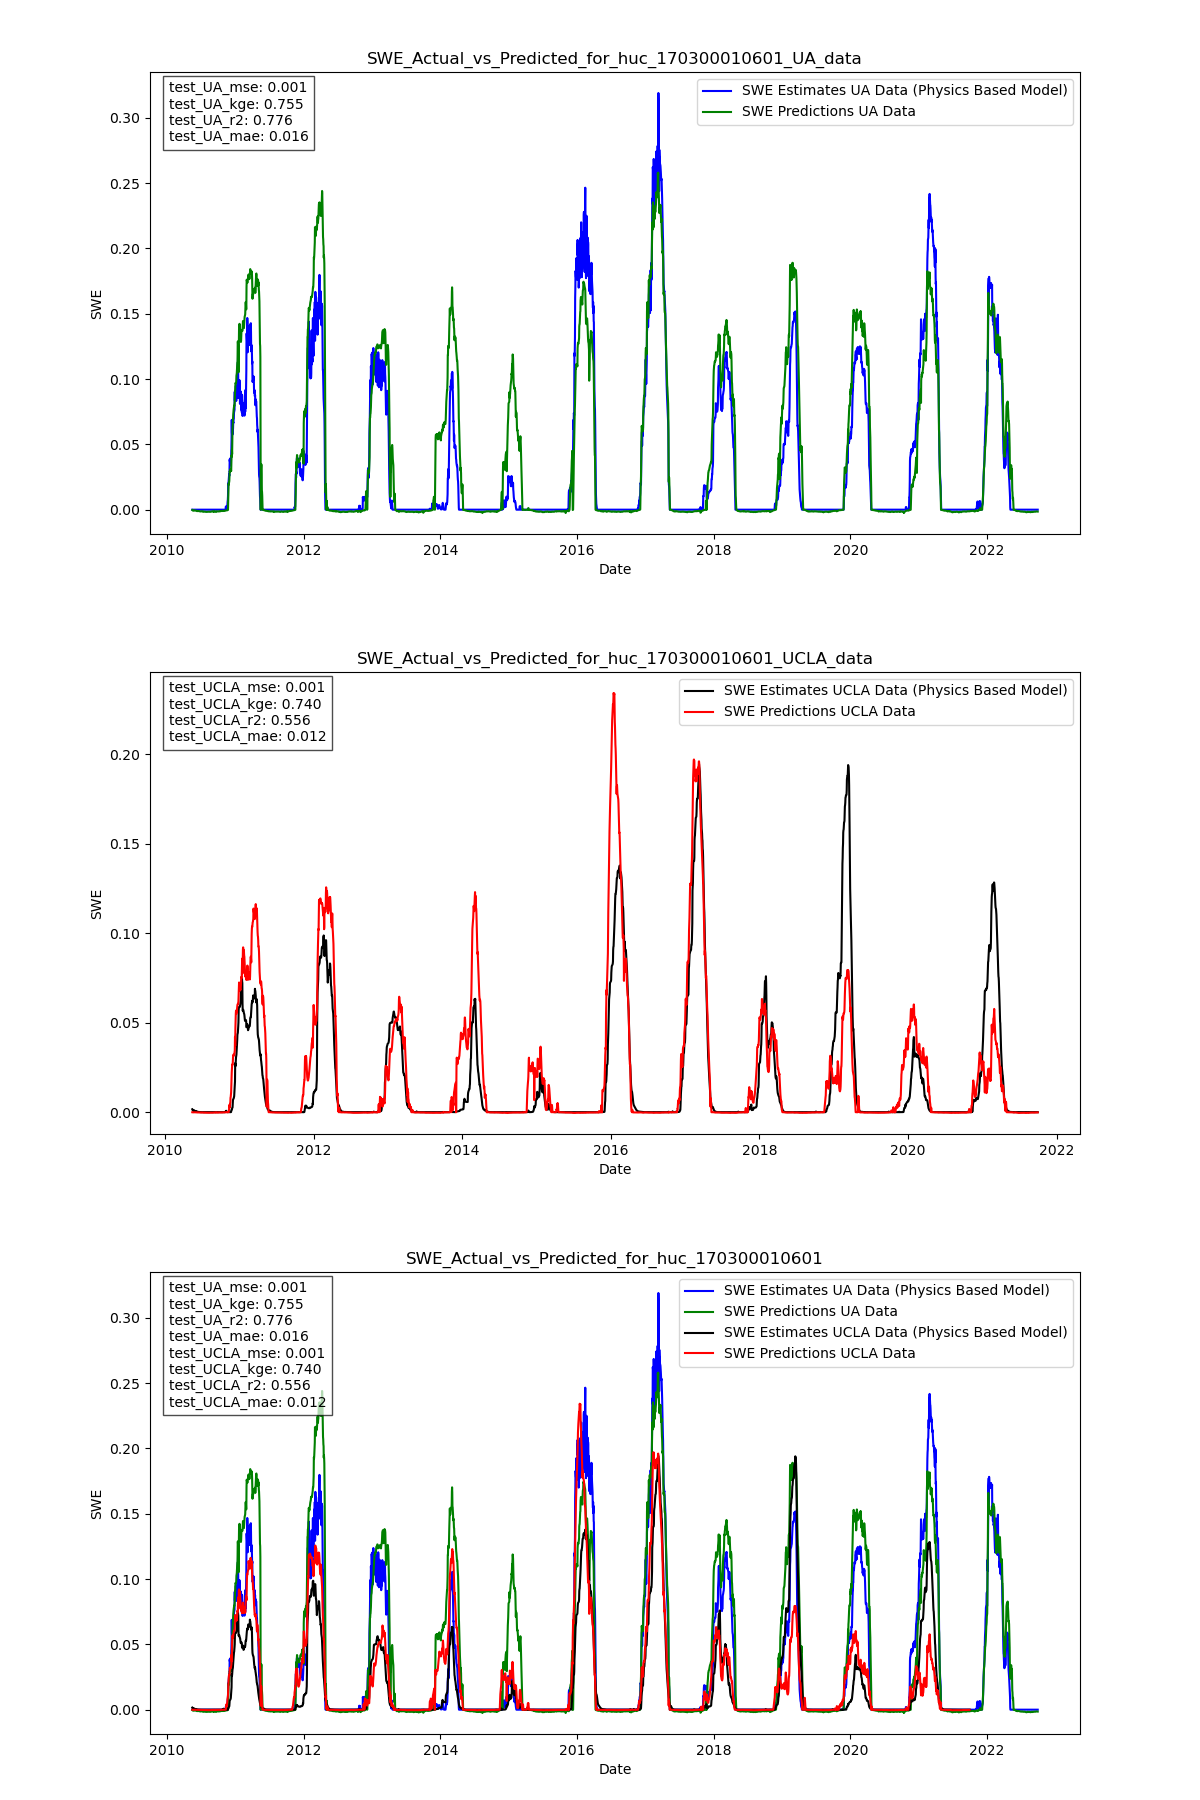 SWE_Actual_vs_Predicted_for_huc_170300010601_UA_data
test_UA_mse: 0.001
test_UA_kge: 0.755
test_UA_r2: 0.776
test_UA_mae: 0.016
SWE Estimates UA Data (Physics Based Model)
SWE Predictions UA Data
0.30
0.25
0.20
0.15
0.10
0.05
0.00
SWE
2010 2012 2014 2016 2018 2020 2022
Date
SWE_Actual_vs_Predicted_for_huc_170300010601_UCLA_data
test_UCLA_mse: 0.001
test_UCLA_kge: 0.740
test_UCLA_r2: 0.556
test_UCLA_mae: 0.012
SWE Estimates UCLA Data (Physics Based Model)
SWE Predictions UCLA Data
0.20
0.15
0.10
0.05
0.00
SWE
2010 2012 2014 2016 2018 2020 2022
Date
SWE_Actual_vs_Predicted_for_huc_170300010601
test_UA_mse: 0.001
test_UA_kge: 0.755
test_UA_r2: 0.776
test_UA_mae: 0.016
test_UCLA_mse: 0.001
test_UCLA_kge: 0.740
test_UCLA_r2: 0.556
test_UCLA_mae: 0.012
SWE Estimates UA Data (Physics Based Model)
SWE Predictions UA Data
SWE Estimates UCLA Data (Physics Based Model)
SWE Predictions UCLA Data
0.30
0.25
0.20
0.15
0.10
0.05
0.00
SWE
2010 2012 2014 2016 2018 2020 2022
Date